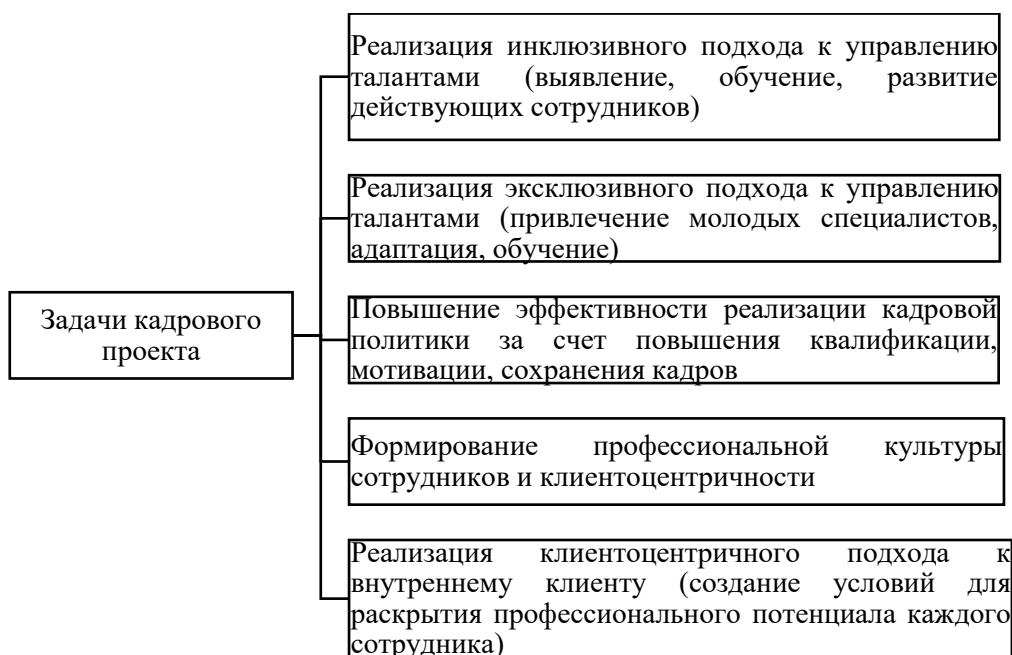 Задачи кадрового
проекта
Реализация инклюзивного подхода к управлению
талантами (выявление, обучение, развитие
действующих сотрудников)
Реализация эксклюзивного подхода к управлению
талантами (привлечение молодых специалистов,
адаптация, обучение)
Повышение эффективности реализации кадровой
политики за счет повышения квалификации,
мотивации, сохранения кадров
Формирование профессиональной культуры
сотрудников и клиентоцентричности
Реализация клиентоцентричного подхода к
внутреннему клиенту (создание условий для
раскрытия профессионального потенциала каждого
сотрудника)